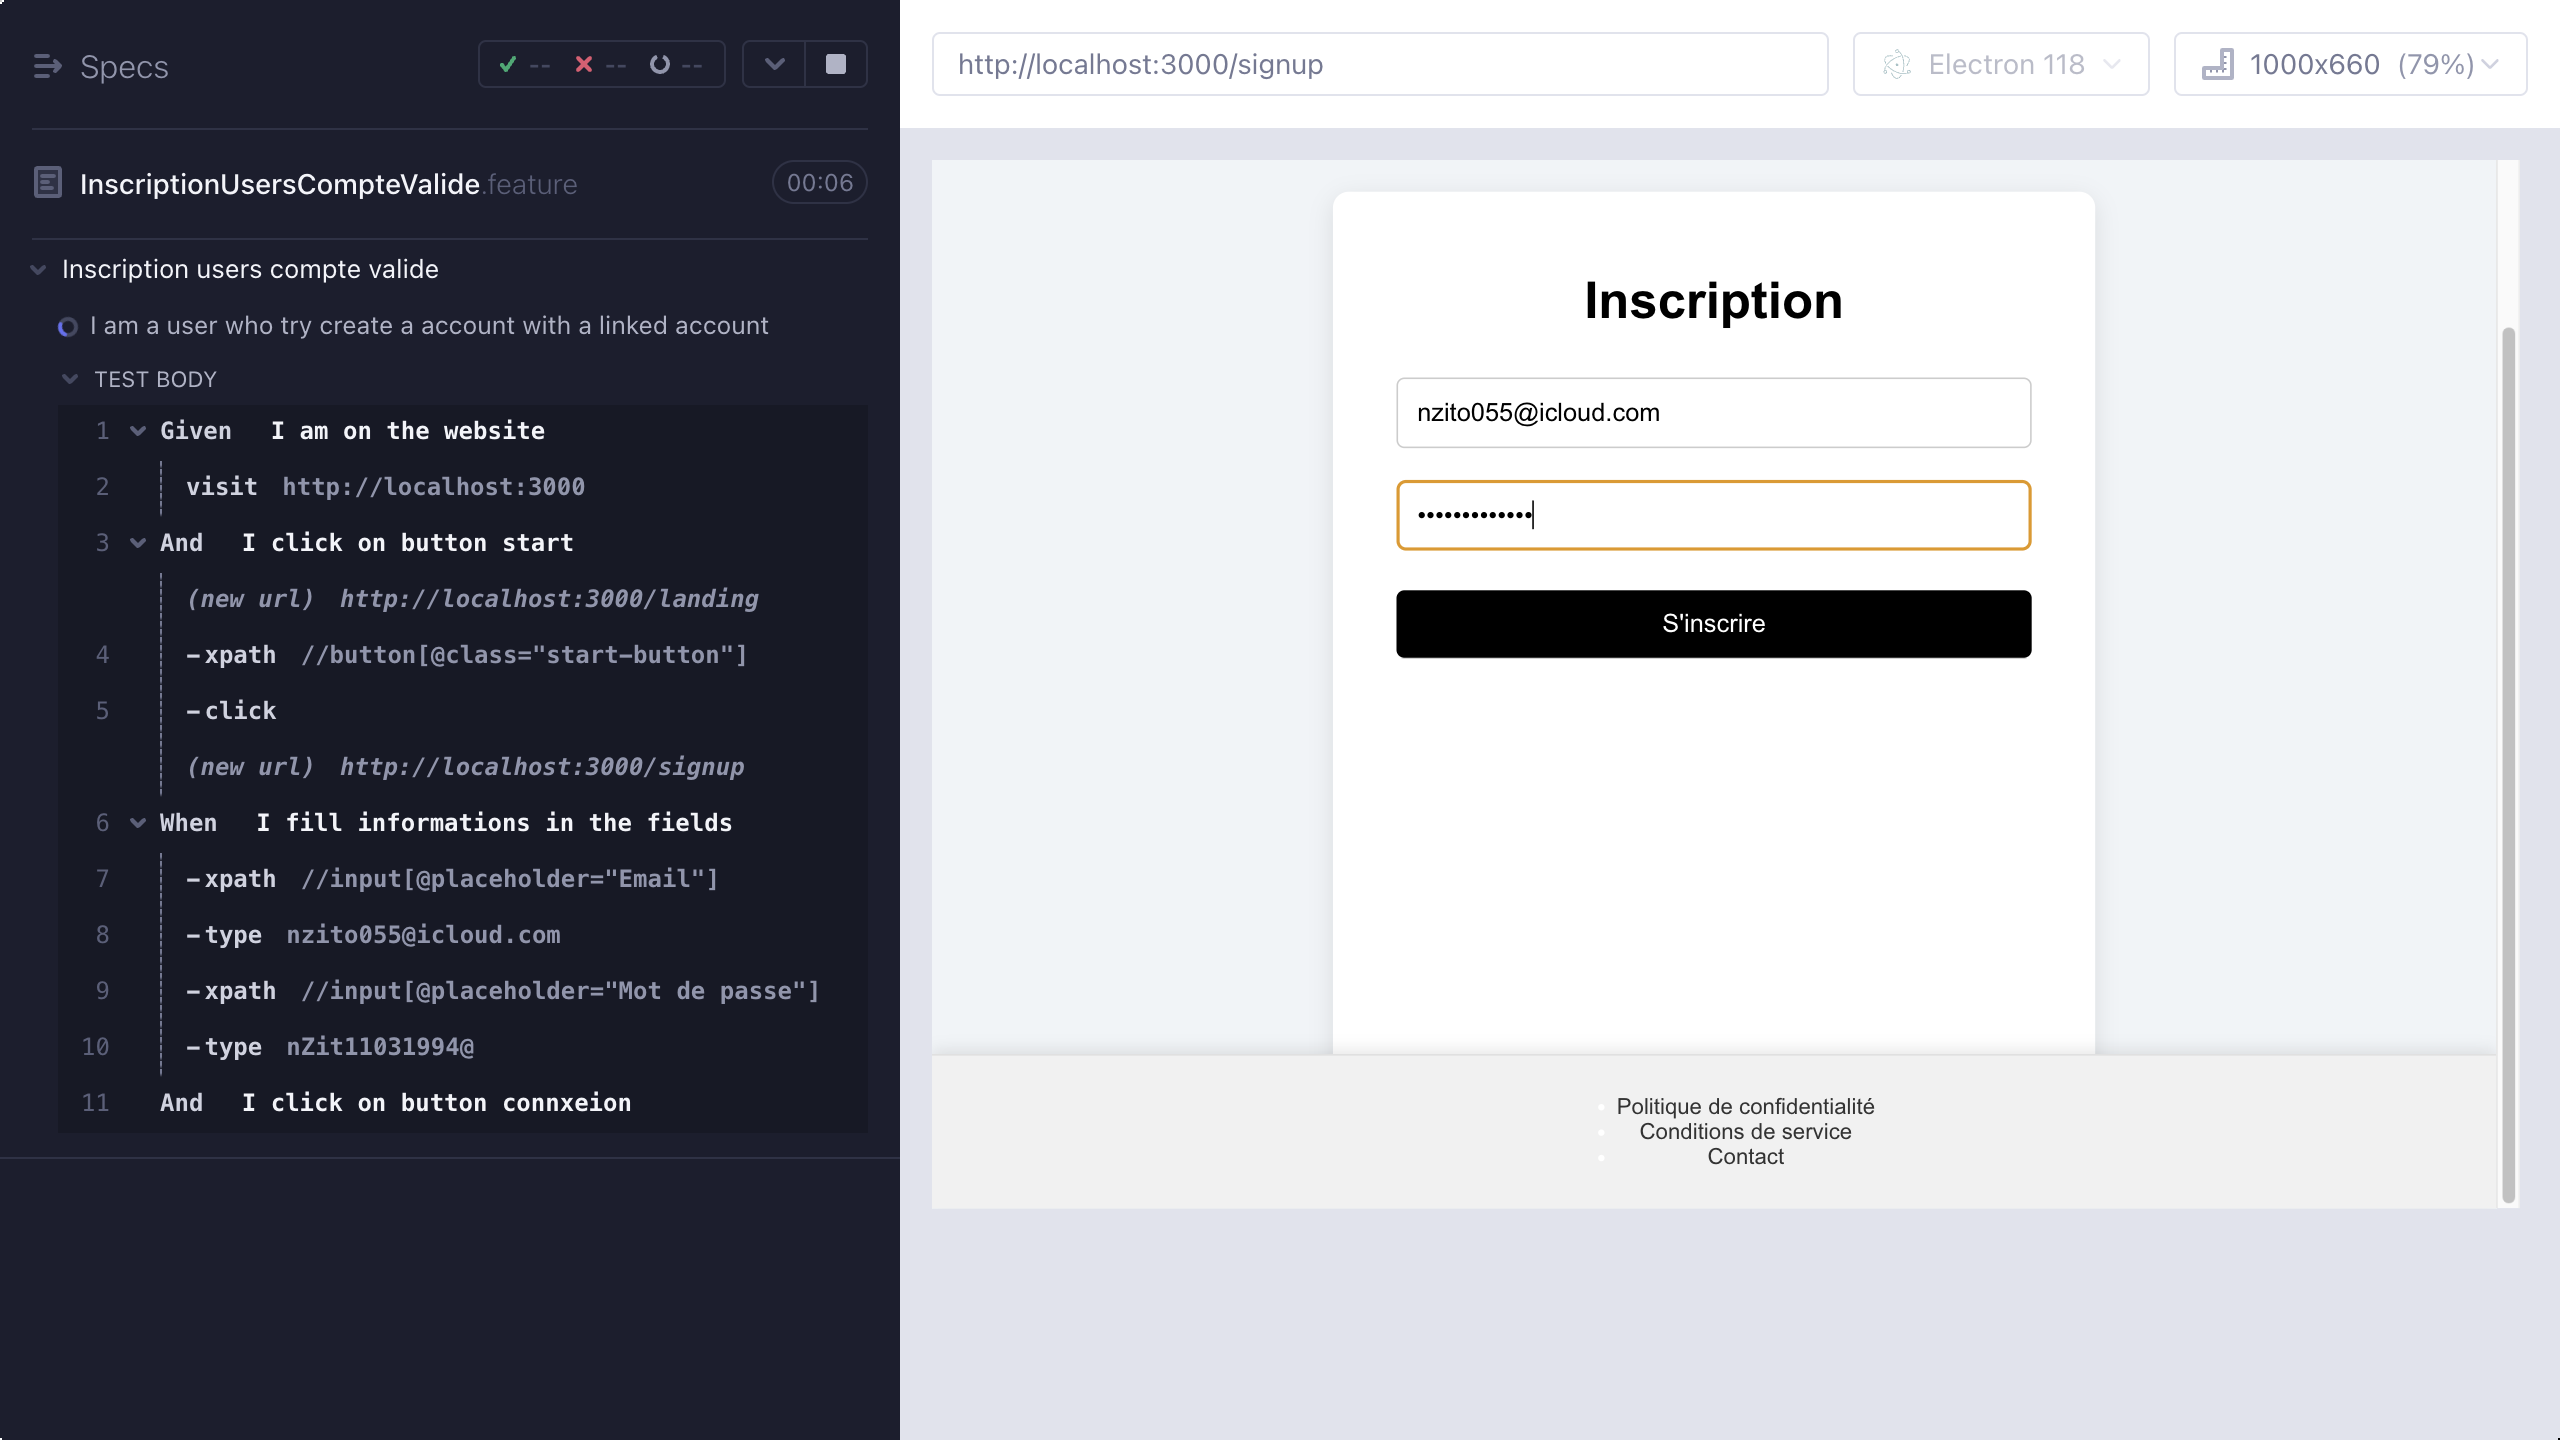 Specs
-- -- --
InscriptionUsersCompteValide.feature 00:06
Inscription users compte valide
I am a user who try create a account with a linked account
TEST BODY
1 Given I am on the website
2 visit http://localhost:3000
3 And I click on button start
(new url) http://localhost:3000/landing
4 -xpath //button[@class="start-button"]
5 -click
(new url) http://localhost:3000/signup
6 When I fill informations in the fields
7 -xpath //input[@placeholder="Email"]
8 -type nzito055@icloud.com
9 -xpath //input[@placeholder="Mot de passe"]
10 -type nZit11031994@
11 And I click on button connxeion
http://localhost:3000/signup
Electron 118
1000x660 (79%)
Inscription
nzito055@icloud.com
•••••••••••••
S'inscrire
• Politique de confidentialité
• Conditions de service
• Contact